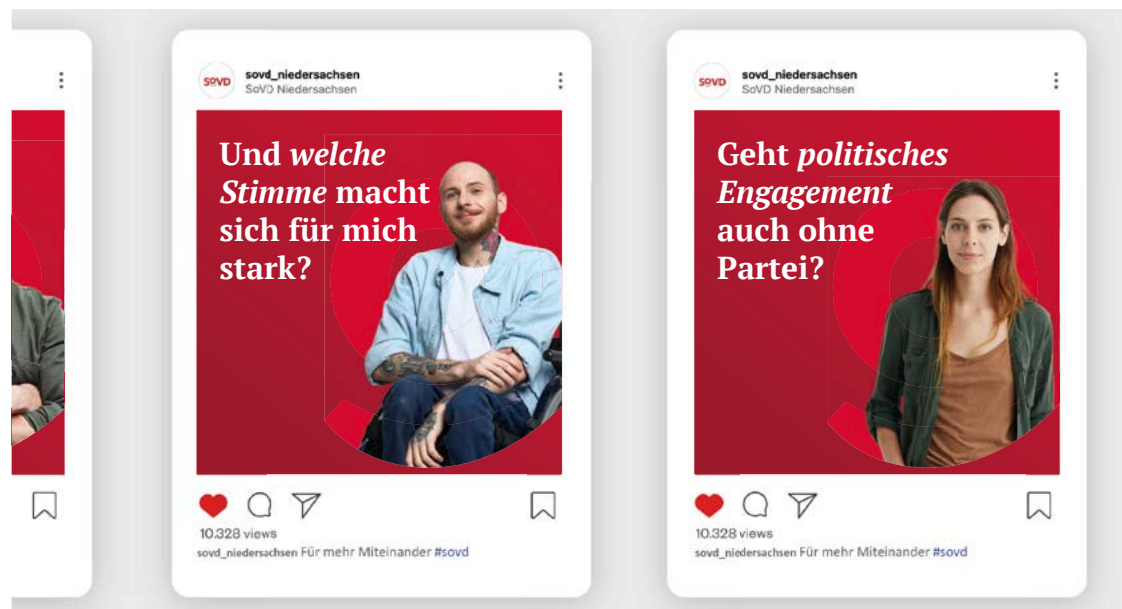 SOVD
sovd_niedersachsen
SoVD Niedersachsen
Und welche
Stimme macht
sich für mich
stark?
10.328 views
sovd_niedersachsen Für mehr Miteinander #sovd
SOVD
sovd_niedersachsen
SoVD Niedersachsen
Geht politisches
Engagement
auch ohne
Partei?
10.328 views
sovd_niedersachsen Für mehr Miteinander #sovd